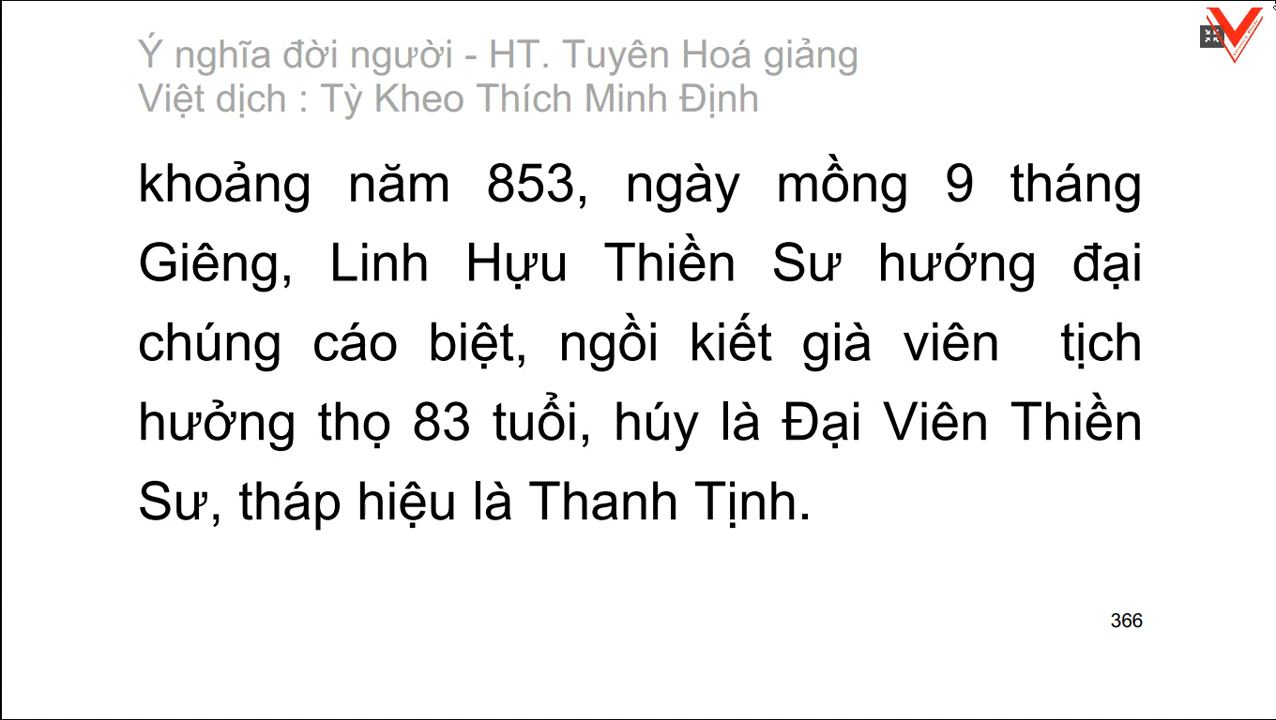 Ý nghĩa đời người - HT. Tuyên Hoá giảng
Việt dịch : Tỳ Kheo Thích Minh Định
khoảng năm 853, ngày mồng 9 tháng
Giêng, Linh Hựu Thiền Sư hướng đại
chúng cáo biệt, ngồi kiết già viên tịch
hưởng thọ 83 tuổi, húy là Đại Viên Thiền
Sư, tháp hiệu là Thanh Tịnh.
366